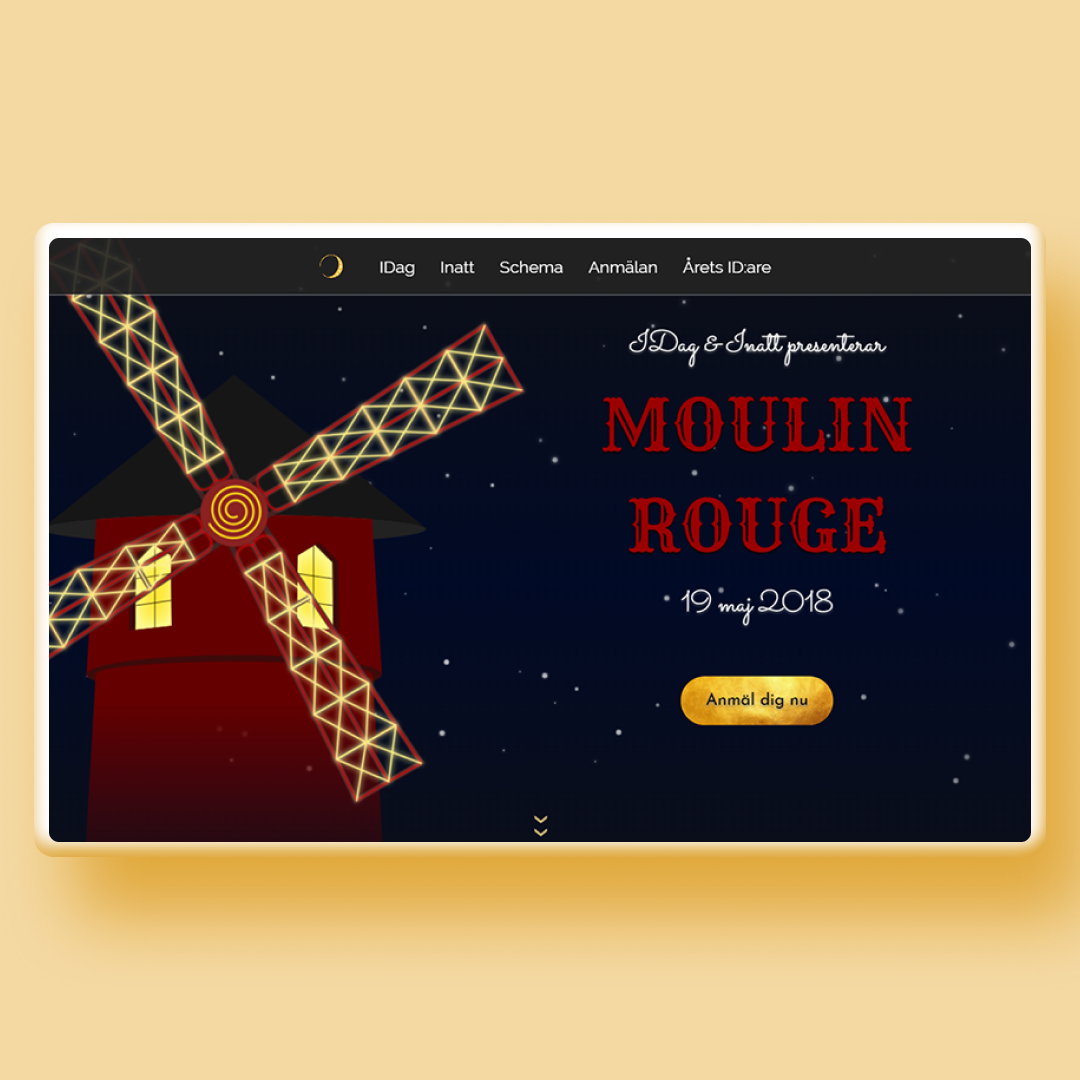 IDag Inatt Schema Anmälan Årets ID:are
IDag & Inatt presenterar
MOULIN
ROUGE
19 maj 2018
Anmäl dig nu